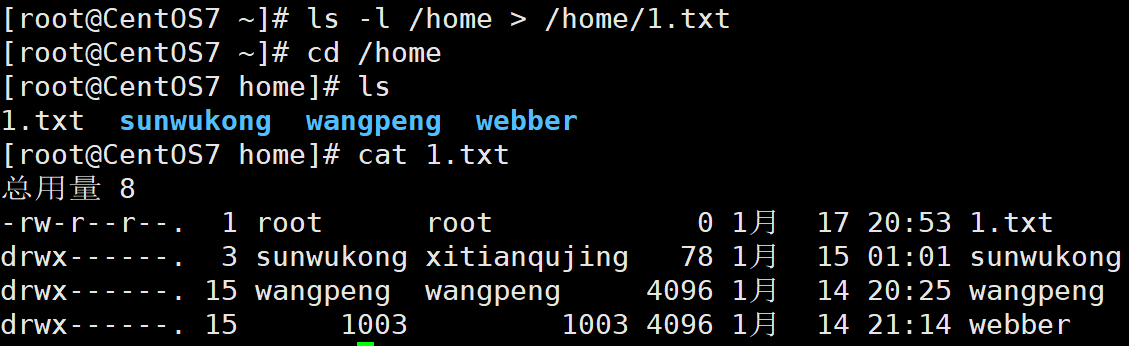 [root@CentOS7 ~]# ls -l /home > /home/1.txt
[root@CentOS7 ~]# cd /home
[root@CentOS7 home]# ls
1.txt  sunwukong  wangpeng  webber
[root@CentOS7 home]# cat 1.txt
总用量 8
-rw-r--r--.  1 root      root            0 1月  17 20:53 1.txt
drwx------.  3 sunwukong xitianqujing   78 1月  15 01:01 sunwukong
drwx------. 15 wangpeng  wangpeng     4096 1月  14 20:25 wangpeng
drwx------. 15      1003         1003 4096 1月  14 21:14 webber